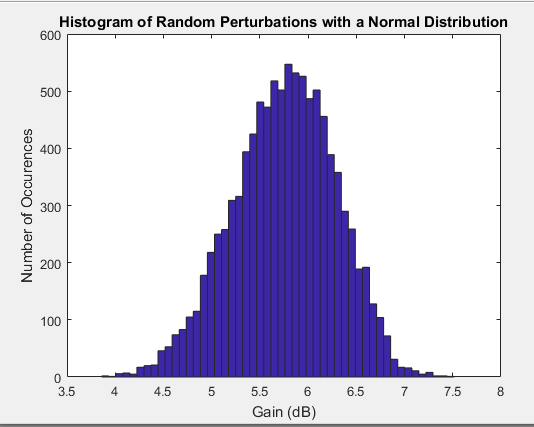 Histogram of Random Perturbations with a Normal Distribution
600
500
400
300
200
100
0
Number of Occurences
3.5 4 4.5 5 5.5 6 6.5 7 7.5 8
Gain (dB)